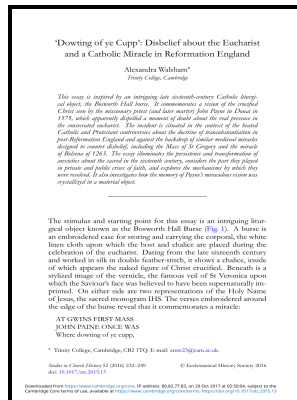 ‘Dowting of ye Cupp’: Disbelief about the Eucharist
and a Catholic Miracle in Reformation England
Alexandra Walsham*
Trinity College, Cambridge
This essay is inspired by an intriguing late sixteenth-century Catholic liturgi-
cal object, the Bosworth Hall burse. It commemorates a vision of the crucified
Christ seen by the missionary priest (and later martyr) John Payne in Douai in
1575, which apparently dispelled a moment of doubt about the real presence in
the consecrated eucharist. The incident is situated in the context of the heated
Catholic and Protestant controversies about the doctrine of transubstantiation in
post-Reformation England and against the backdrop of similar medieval miracles
designed to counter disbelief, including the Mass of St Gregory and the miracle
of Bolsena of 1263. The essay illuminates the persistence and transformation of
anxieties about the sacred in the sixteenth century, considers the part they played
in private and public crises of faith, and explores the mechanisms by which they
were resolved. It also investigates how the memory of Payne’s miraculous vision was
crystallized in a material object.
The stimulus and starting point for this essay is an intriguing litur-
gical object known as the Bosworth Hall Burse (Fig. 1). A burse is
an embroidered case for storing and carrying the corporal, the white
linen cloth upon which the host and chalice are placed during the
celebration of the eucharist. Dating from the late sixteenth century
and worked in silk in double feather-stitch, it shows a chalice, inside
of which appears the naked figure of Christ crucified. Beneath is a
stylized image of the vernicle, the famous veil of St Veronica upon
which the Saviour’s face was believed to have been supernaturally im-
printed. On either side are two representations of the Holy Name
of Jesus, the sacred monogram IHS. The verses embroidered around
the edge of the burse reveal that it commemorates a miracle:
AT GWINS FIRST MASS
JOHN PAINE ONCE WAS
Where dowting of ye cupp,
* Trinity College, Cambridge, CB2 1TQ. E-mail: amw23@cam.ac.uk.
Studies in Church History 52 (2016) 232–249 © Ecclesiastical History Society 2016
doi: 10.1017/stc.2015.13
Downloaded from https://www.cambridge.org/core. IP address: 80.82.77.83, on 29 Oct 2017 at 02:50:04, subject to the
Cambridge Core terms of use, available at https://www.cambridge.org/core/terms. https://doi.org/10.1017/stc.2015.13